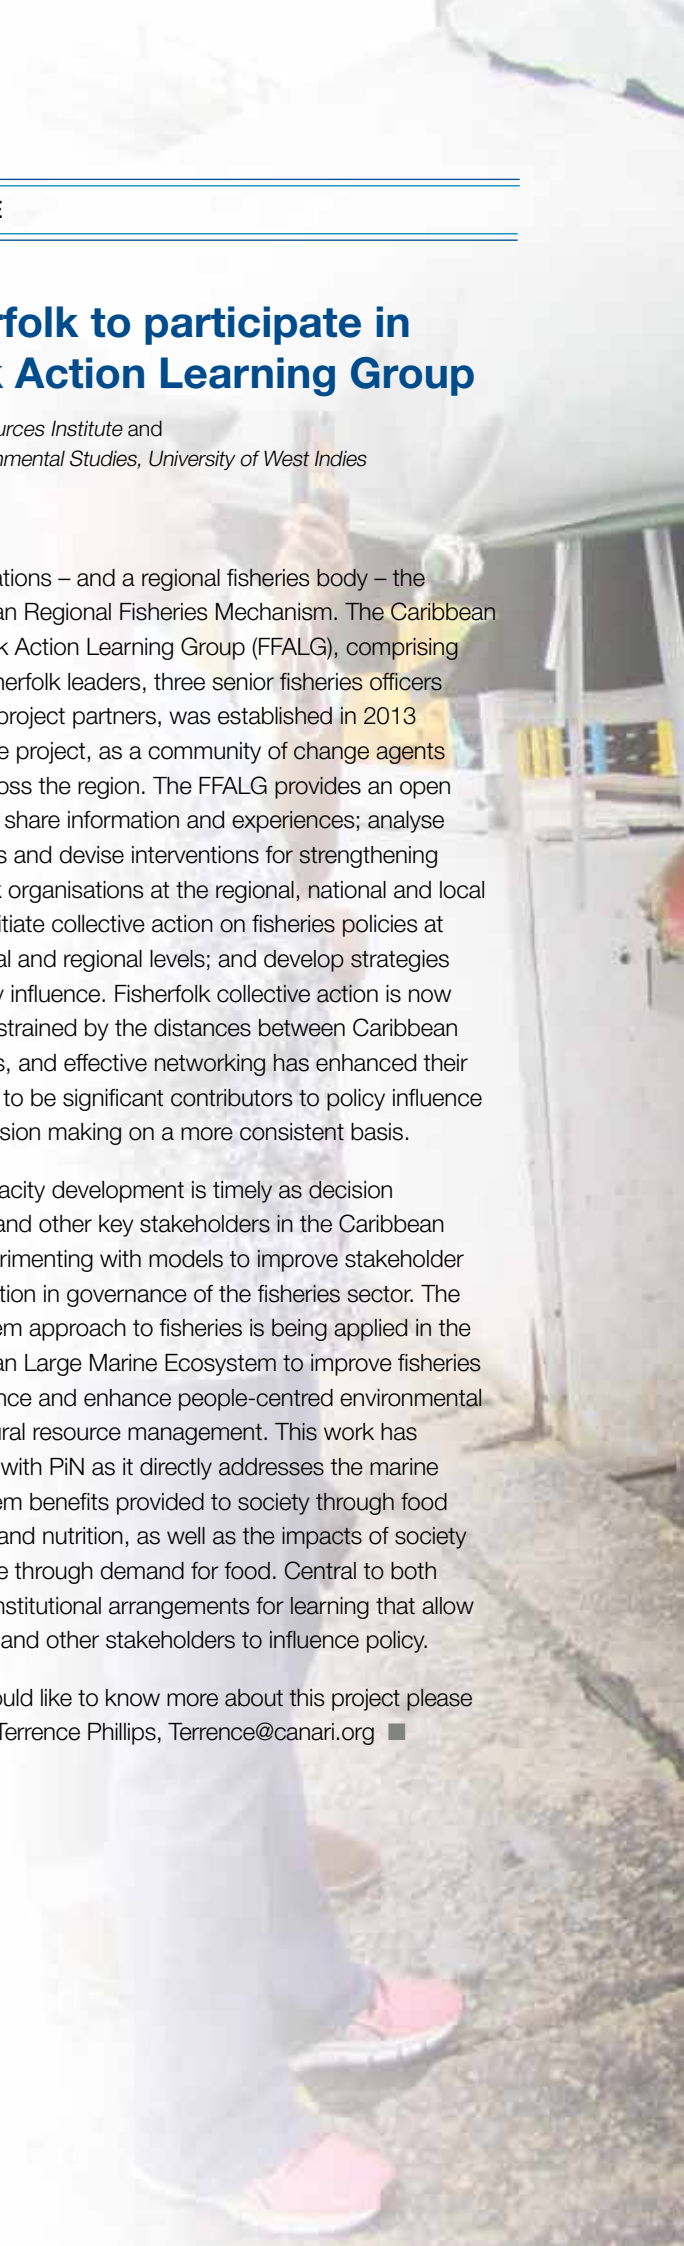 E
rfolk to participate in
k Action Learning Group
urces Institute and
nmental Studies, University of West Indies
ations – and a regional fisheries body – the
an Regional Fisheries Mechanism. The Caribbean
k Action Learning Group (FFALG), comprising
herfolk leaders, three senior fisheries officers
project partners, was established in 2013
e project, as a community of change agents
oss the region. The FFALG provides an open
share information and experiences; analyse
s and devise interventions for strengthening
k organisations at the regional, national and local
itiate collective action on fisheries policies at
al and regional levels; and develop strategies
y influence. Fisherfolk collective action is now
strained by the distances between Caribbean
s, and effective networking has enhanced their
to be significant contributors to policy influence
sion making on a more consistent basis.
acity development is timely as decision
and other key stakeholders in the Caribbean
rimenting with models to improve stakeholder
tion in governance of the fisheries sector. The
em approach to fisheries is being applied in the
an Large Marine Ecosystem to improve fisheries
nce and enhance people-centred environmental
ural resource management. This work has
with PiN as it directly addresses the marine
em benefits provided to society through food
and nutrition, as well as the impacts of society
e through demand for food. Central to both
nstitutional arrangements for learning that allow
and other stakeholders to influence policy.
ould like to know more about this project please
Terrence Phillips, Terrence@canari.org ■